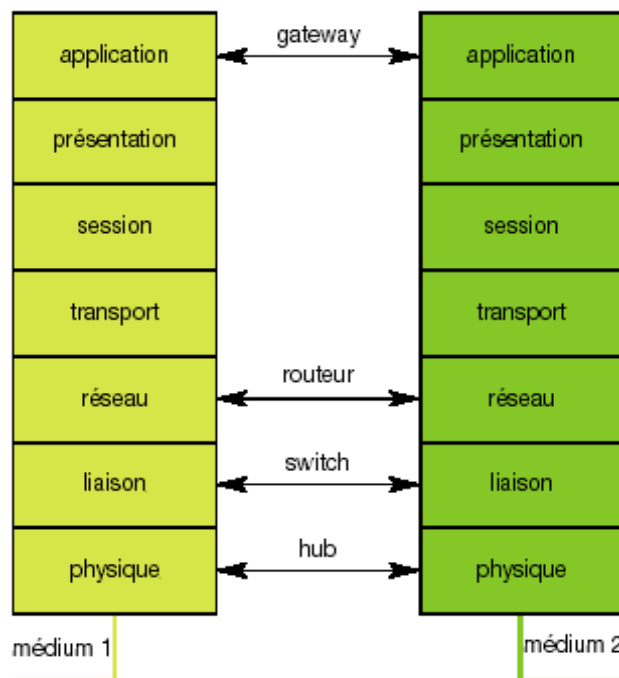 gateway
application
application
présentation
présentation
session
session
transport
transport
routeur
réseau
réseau
switch
liaison
liaison
hub
physique
physique
médium 1
médium 2